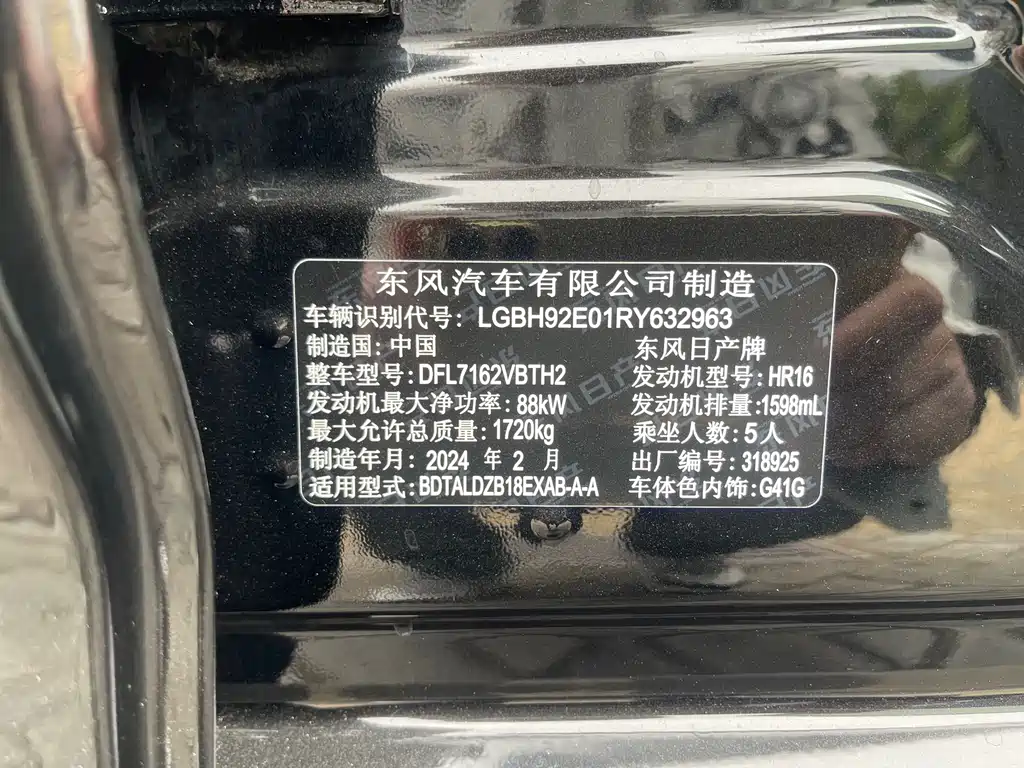 东风汽车有限公司制造
车辆识别代号: LGBH92E01RY632963
制造国: 中国 东风日产牌
整车型号: DFL7162VBTH2 发动机型号: HR16
发动机最大净功率: 88kW 发动机排量: 1598mL
最大允许总质量: 1720kg 乘坐人数: 5人
制造年月: 2024 年 2 月 出厂编号: 318925
适用型式: BDTALDZB18EXAB-A-A 车体色内饰: G41G